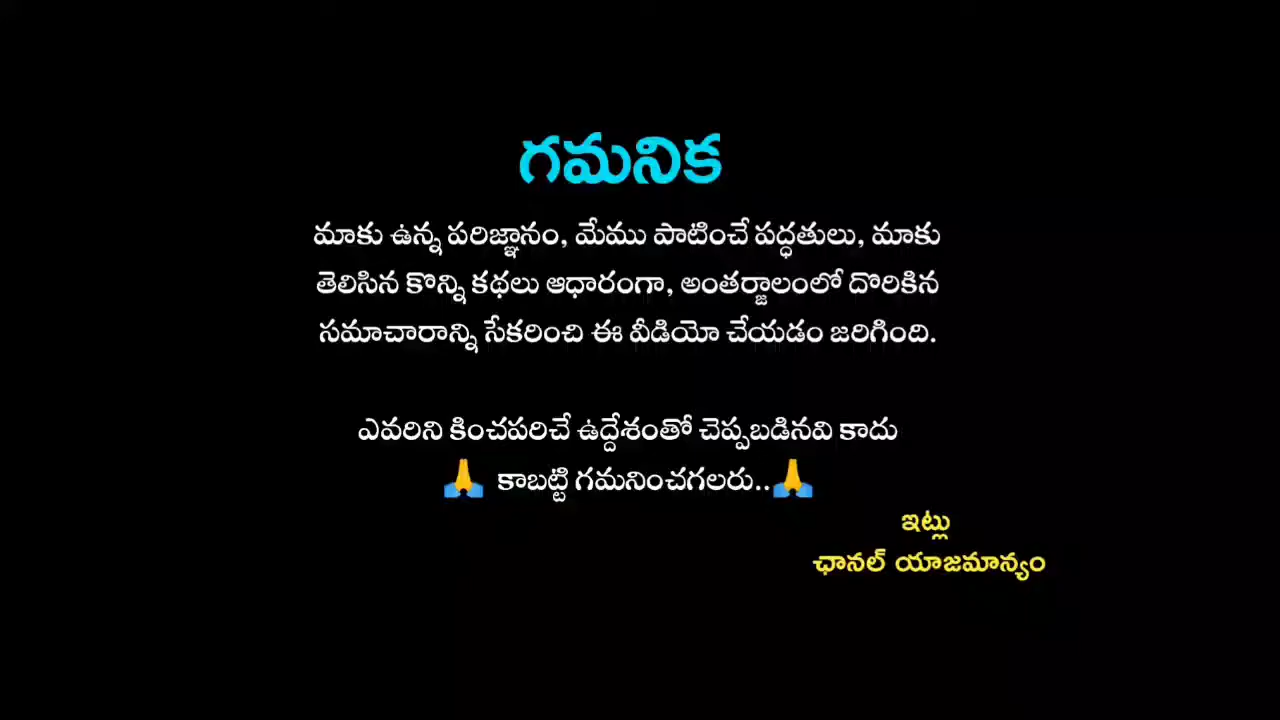 గమనిక
మాకు ఉన్న పరిజ్ఞానం, మేము పాటించే పద్ధతులు, మాకు
తెలిసిన కొన్ని కథలు ఆధారంగా, అంతర్జాలంలో దొరికిన
సమాచారాన్ని సేకరించి ఈ వీడియో చేయడం జరిగింది.
ఎవరిని కించపరిచే ఉద్దేశంతో చెప్పబడినవి కాదు
🙏 కాబట్టి గమనించగలరు..🙏
ఇట్లు
ఛానల్ యాజమాన్యం